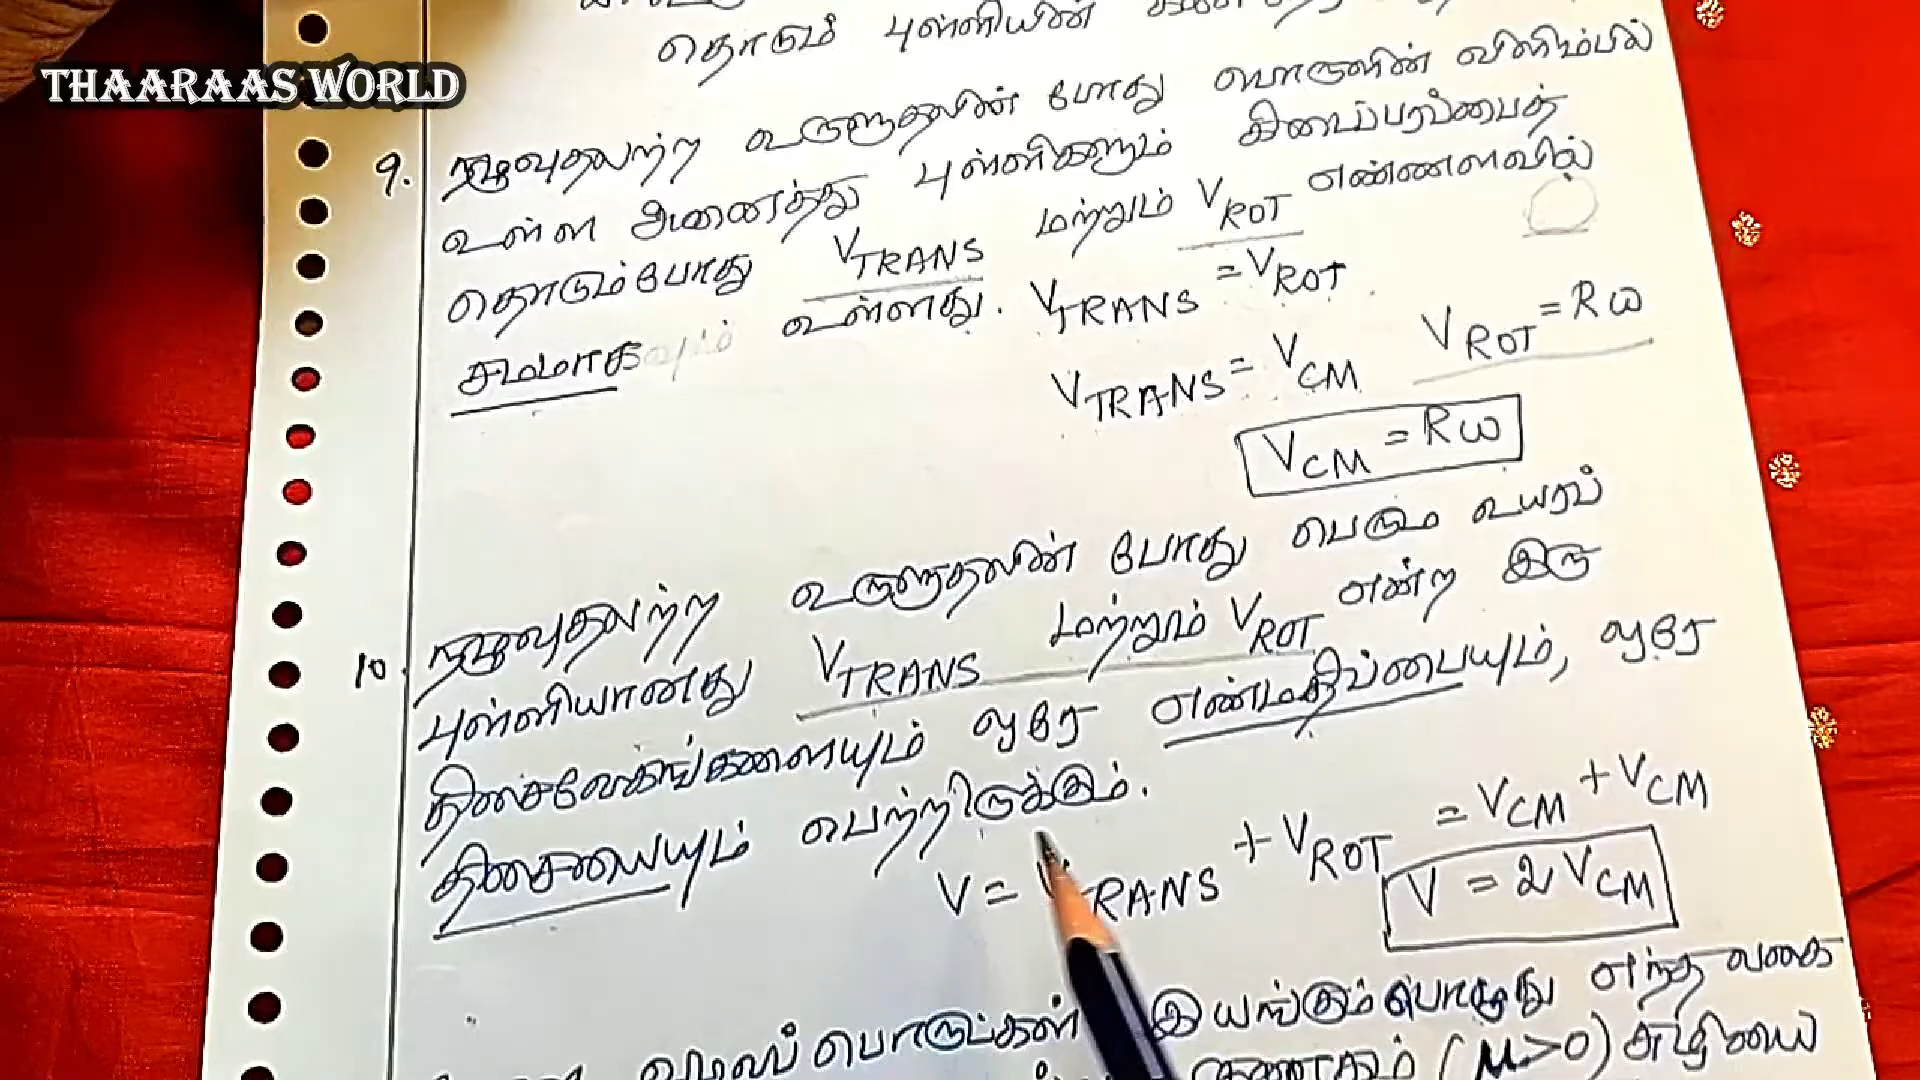 THAARAAS WORLD
தொடும் புள்ளியின்
9. நழுவுதலற்ற உருளுதலின் போது பொருளின் விளிம்பில்
உள்ள அனைத்து புள்ளிகளும் கிடைப்பரப்பைத்
தொடும்போது VTRANS மற்றும் VROT எண்ணளவில்
சமமாக உள்ளது. VTRANS = VROT
VTRANS = VCM VROT = Rω
VCM = Rω
10. நழுவுதலற்ற உருளுதலின் போது பெரும உயரப்
புள்ளியானது VTRANS மற்றும் VROT என்ற இரு
திசைவேகங்களையும் ஒரே எண்மதிப்பையும், ஒரே
திசையையும் பெற்றிருக்கும்.
V = VTRANS + VROT = VCM + VCM
V = 2VCM
பொருட்கள் இயங்கும்பொழுது எந்த வகை
(μ>0) சுழியை